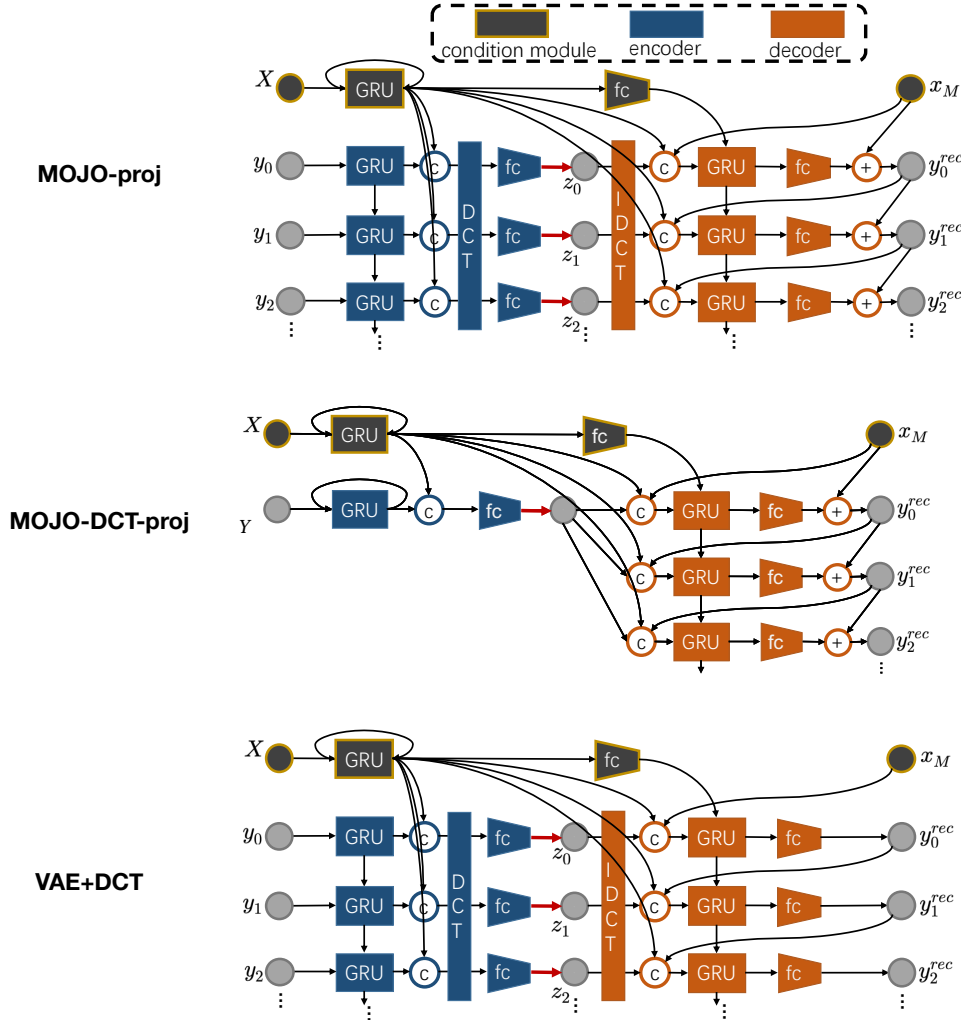 condition module encoder decoder
X GRU fc x_M
MOJO-proj
y_0 GRU c fc z_0 c GRU fc + y_0^{rec}
D C T
I D C T
y_1 GRU c fc z_1 c GRU fc + y_1^{rec}
y_2 GRU c fc z_2 c GRU fc + y_2^{rec}
X GRU fc x_M
MOJO-DCT-proj
Y GRU c fc c GRU fc + y_0^{rec}
c GRU fc + y_1^{rec}
c GRU fc + y_2^{rec}
X GRU fc x_M
VAE+DCT
y_0 GRU c fc z_0 c GRU fc y_0^{rec}
D C T
I D C T
y_1 GRU c fc z_1 c GRU fc y_1^{rec}
y_2 GRU c fc z_2 c GRU fc y_2^{rec}